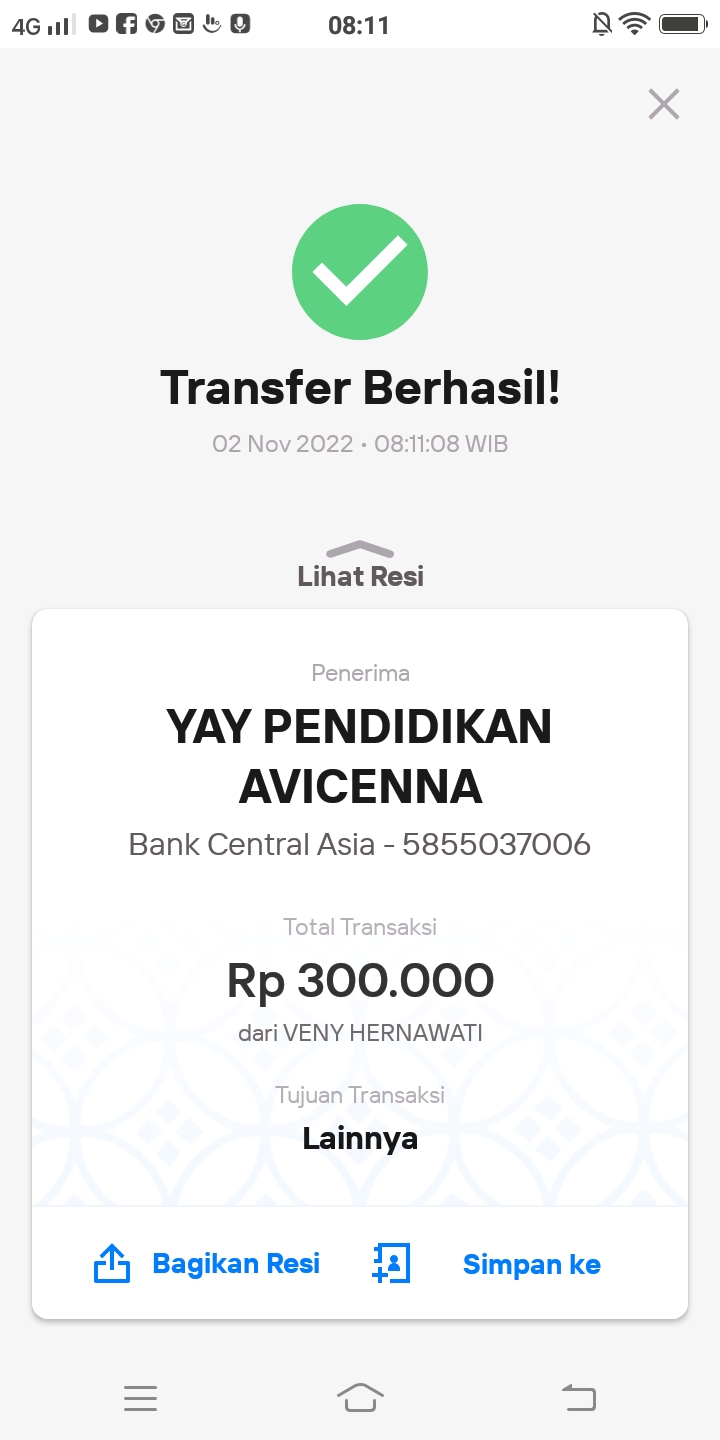 4G 08:11
Transfer Berhasil!
02 Nov 2022 • 08:11:08 WIB
Lihat Resi
Penerima
YAY PENDIDIKAN
AVICENNA
Bank Central Asia - 5855037006
Total Transaksi
Rp 300.000
dari VENY HERNAWATI
Tujuan Transaksi
Lainnya
Bagikan Resi Simpan ke